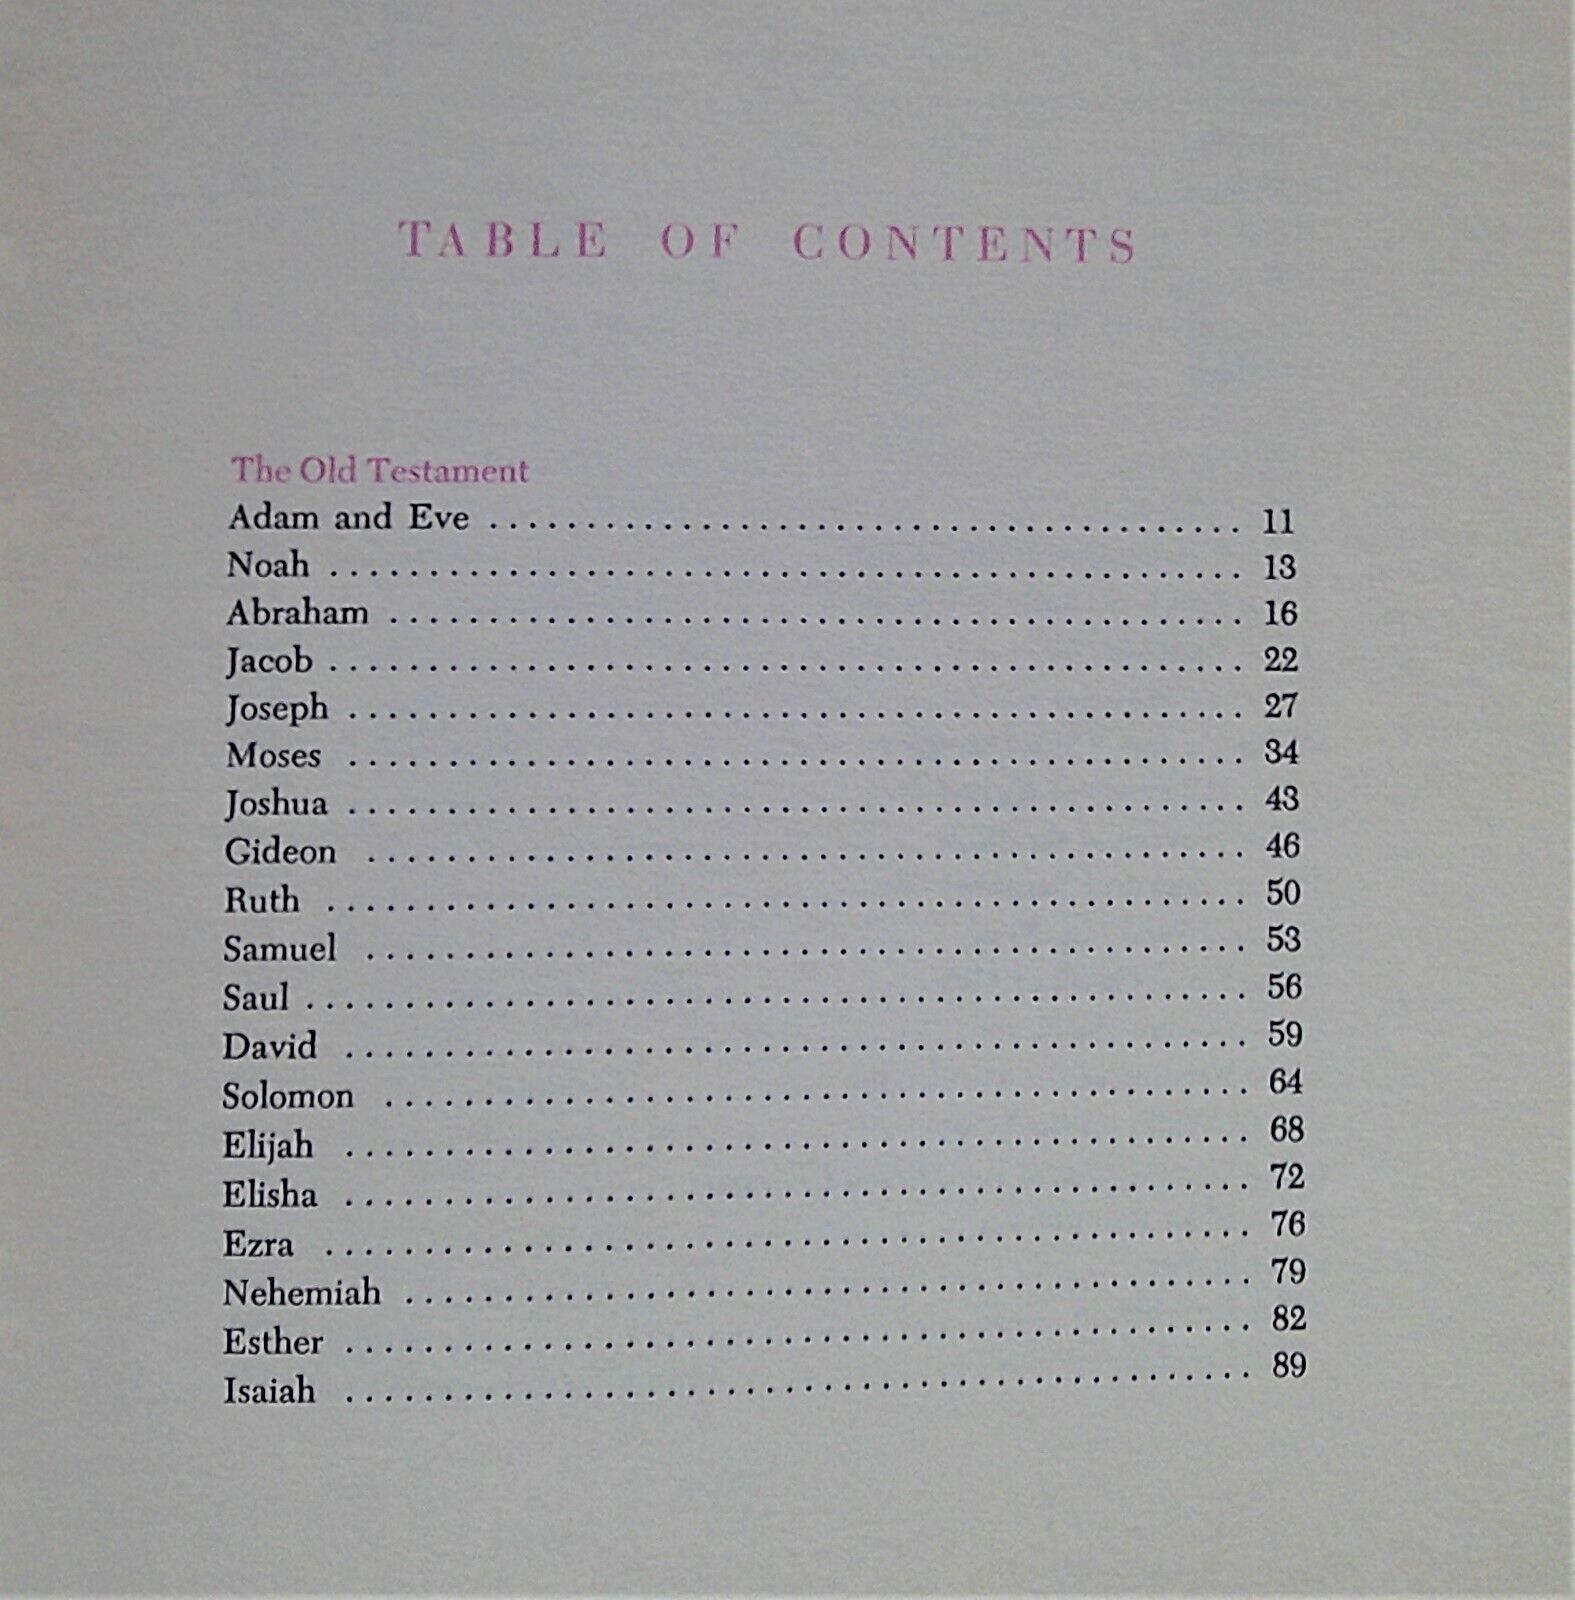 TABLE OF CONTENTS
The Old Testament
Adam and Eve ........................................ 11
Noah ........................................ 13
Abraham ........................................ 16
Jacob ........................................ 22
Joseph ........................................ 27
Moses ........................................ 34
Joshua ........................................ 43
Gideon ........................................ 46
Ruth ........................................ 50
Samuel ........................................ 53
Saul ........................................ 56
David ........................................ 59
Solomon ........................................ 64
Elijah ........................................ 68
Elisha ........................................ 72
Ezra ........................................ 76
Nehemiah ........................................ 79
Esther ........................................ 82
Isaiah ........................................ 89